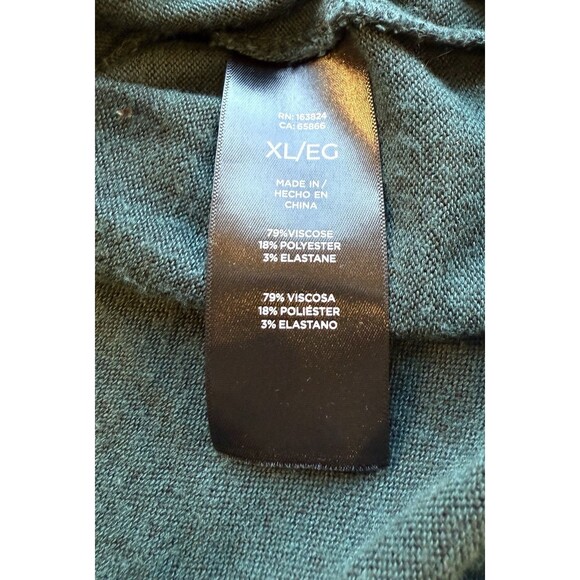 RN: 163824
CA: 65866
XL/EG
MADE IN /
HECHO EN
CHINA
79%VISCOSE
18% POLYESTER
3% ELASTANE
79% VISCOSA
18% POLIÉSTER
3% ELASTANO